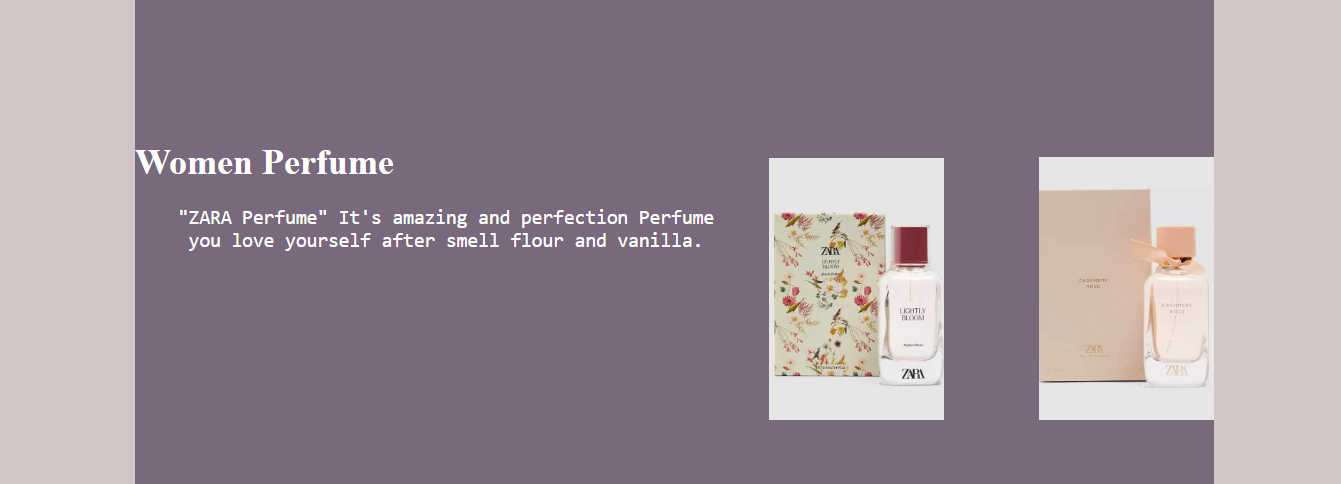 Women Perfume
"ZARA Perfume" It's amazing and perfection Perfume
you love yourself after smell flour and vanilla.
ZARA
LIGHTLY
BLOOM
LIGHTLY
BLOOM
ZARA
CASHMERE
ROSE
ZARA
CASHMERE
ROSE
ZARA